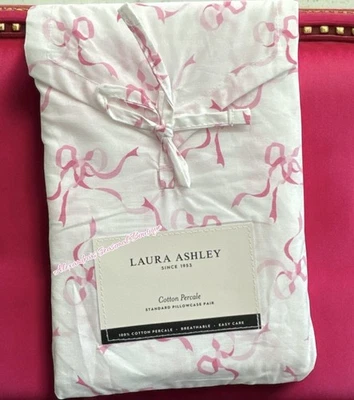 LAURA ASHLEY
SINCE 1953
Cotton Percale
STANDARD PILLOWCASE PAIR
100% COTTON PERCALE • BREATHABLE • EASY CARE